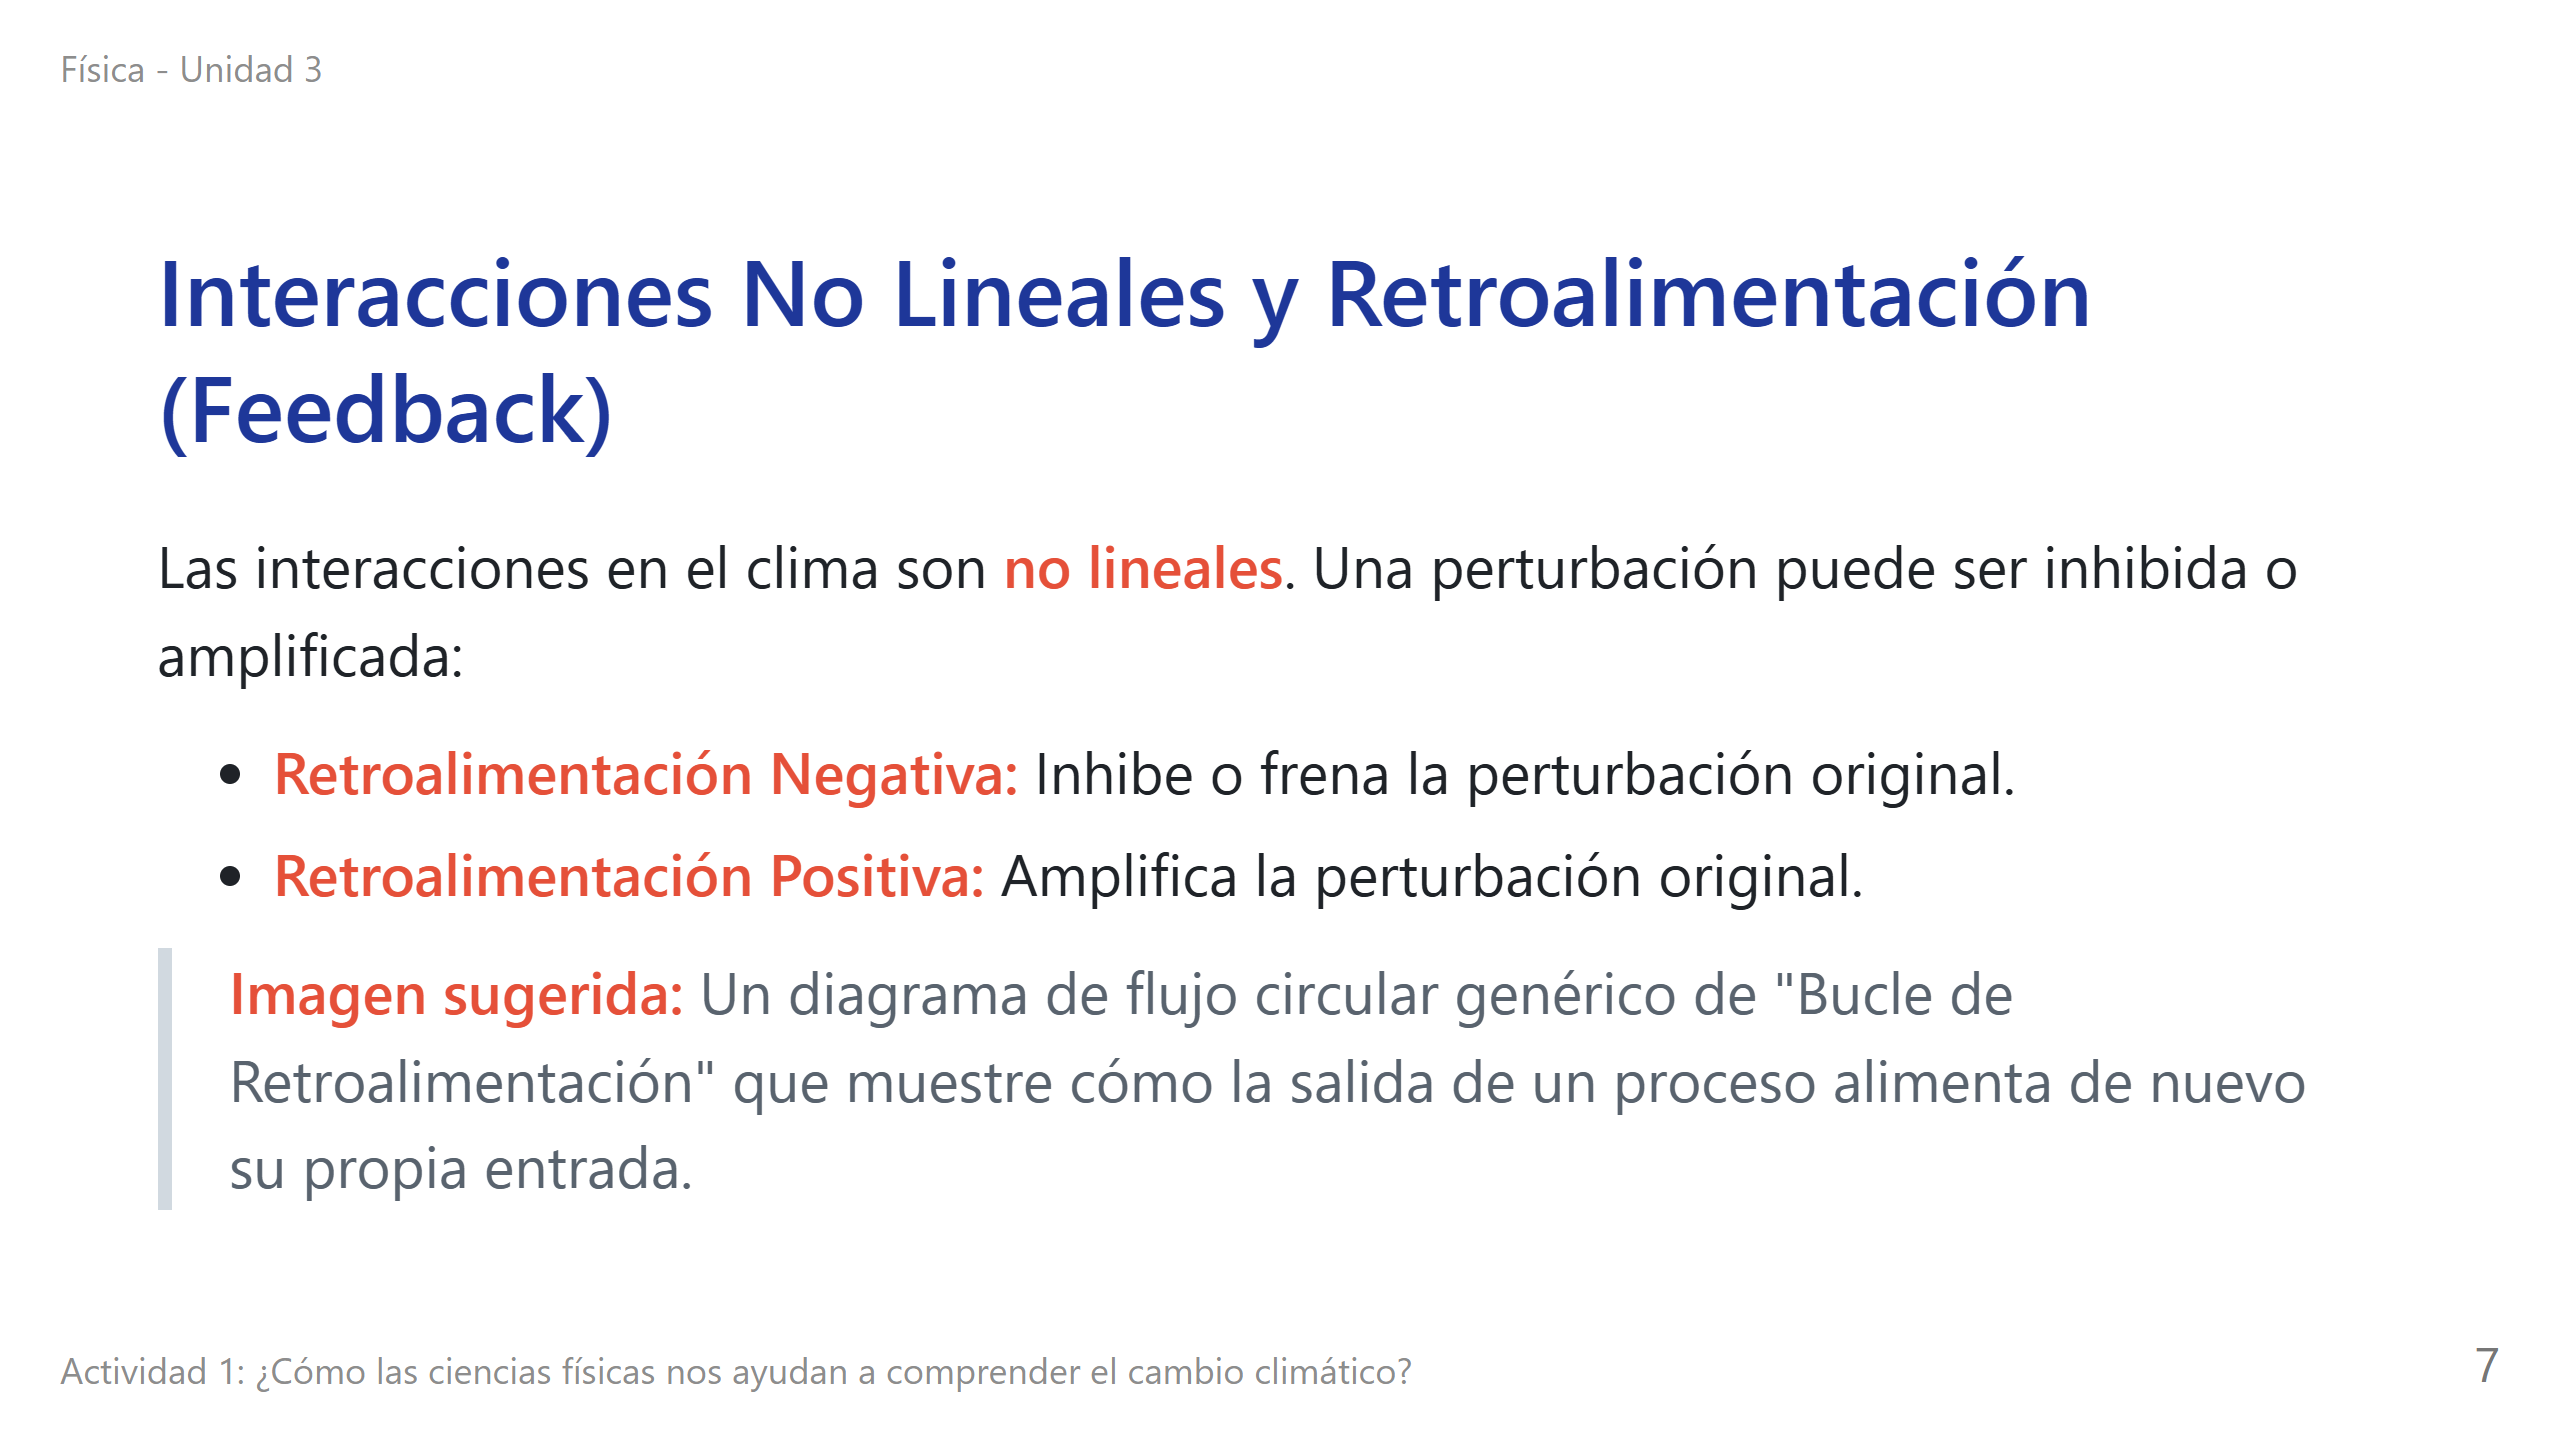 Física - Unidad 3
Interacciones No Lineales y Retroalimentación
(Feedback)
Las interacciones en el clima son no lineales. Una perturbación puede ser inhibida o
amplificada:
• Retroalimentación Negativa: Inhibe o frena la perturbación original.
• Retroalimentación Positiva: Amplifica la perturbación original.
Imagen sugerida: Un diagrama de flujo circular genérico de "Bucle de
Retroalimentación" que muestre cómo la salida de un proceso alimenta de nuevo
su propia entrada.
Actividad 1: ¿Cómo las ciencias físicas nos ayudan a comprender el cambio climático?
7